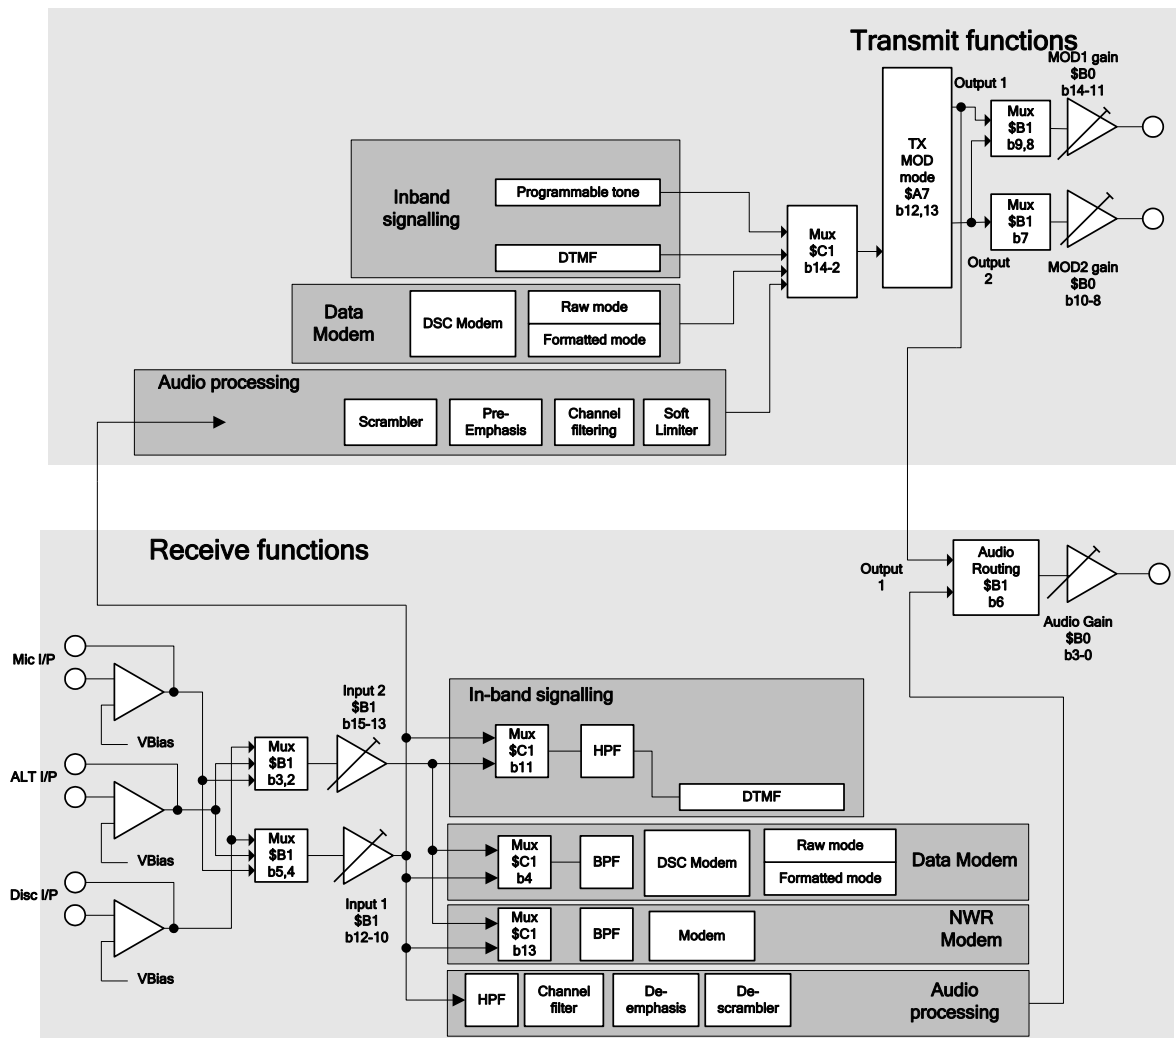 Transmit functions
MOD1 gain
$B0
b14-11
Output 1
Mux
$B1
b9,8
TX
MOD
mode
$A7
b12,13
Inband
signalling
Programmable tone
DTMF
Mux
$C1
b14-2
Mux
$B1
b7
Output
2
MOD2 gain
$B0
b10-8
Data
Modem
DSC Modem
Raw mode
Formatted mode
Audio processing
Scrambler
Pre-
Emphasis
Channel
filtering
Soft
Limiter
Receive functions
Output
1
Audio
Routing
$B1
b6
Audio Gain
$B0
b3-0
Mic I/P
VBias
ALT I/P
VBias
Disc I/P
VBias
Mux
$B1
b3,2
Mux
$B1
b5,4
Input 2
$B1
b15-13
Input 1
$B1
b12-10
In-band signalling
Mux
$C1
b11
HPF
DTMF
Mux
$C1
b4
BPF
DSC Modem
Raw mode
Formatted mode
Data Modem
Mux
$C1
b13
BPF
Modem
NWR
Modem
HPF
Channel
filter
De-
emphasis
De-
scrambler
Audio
processing